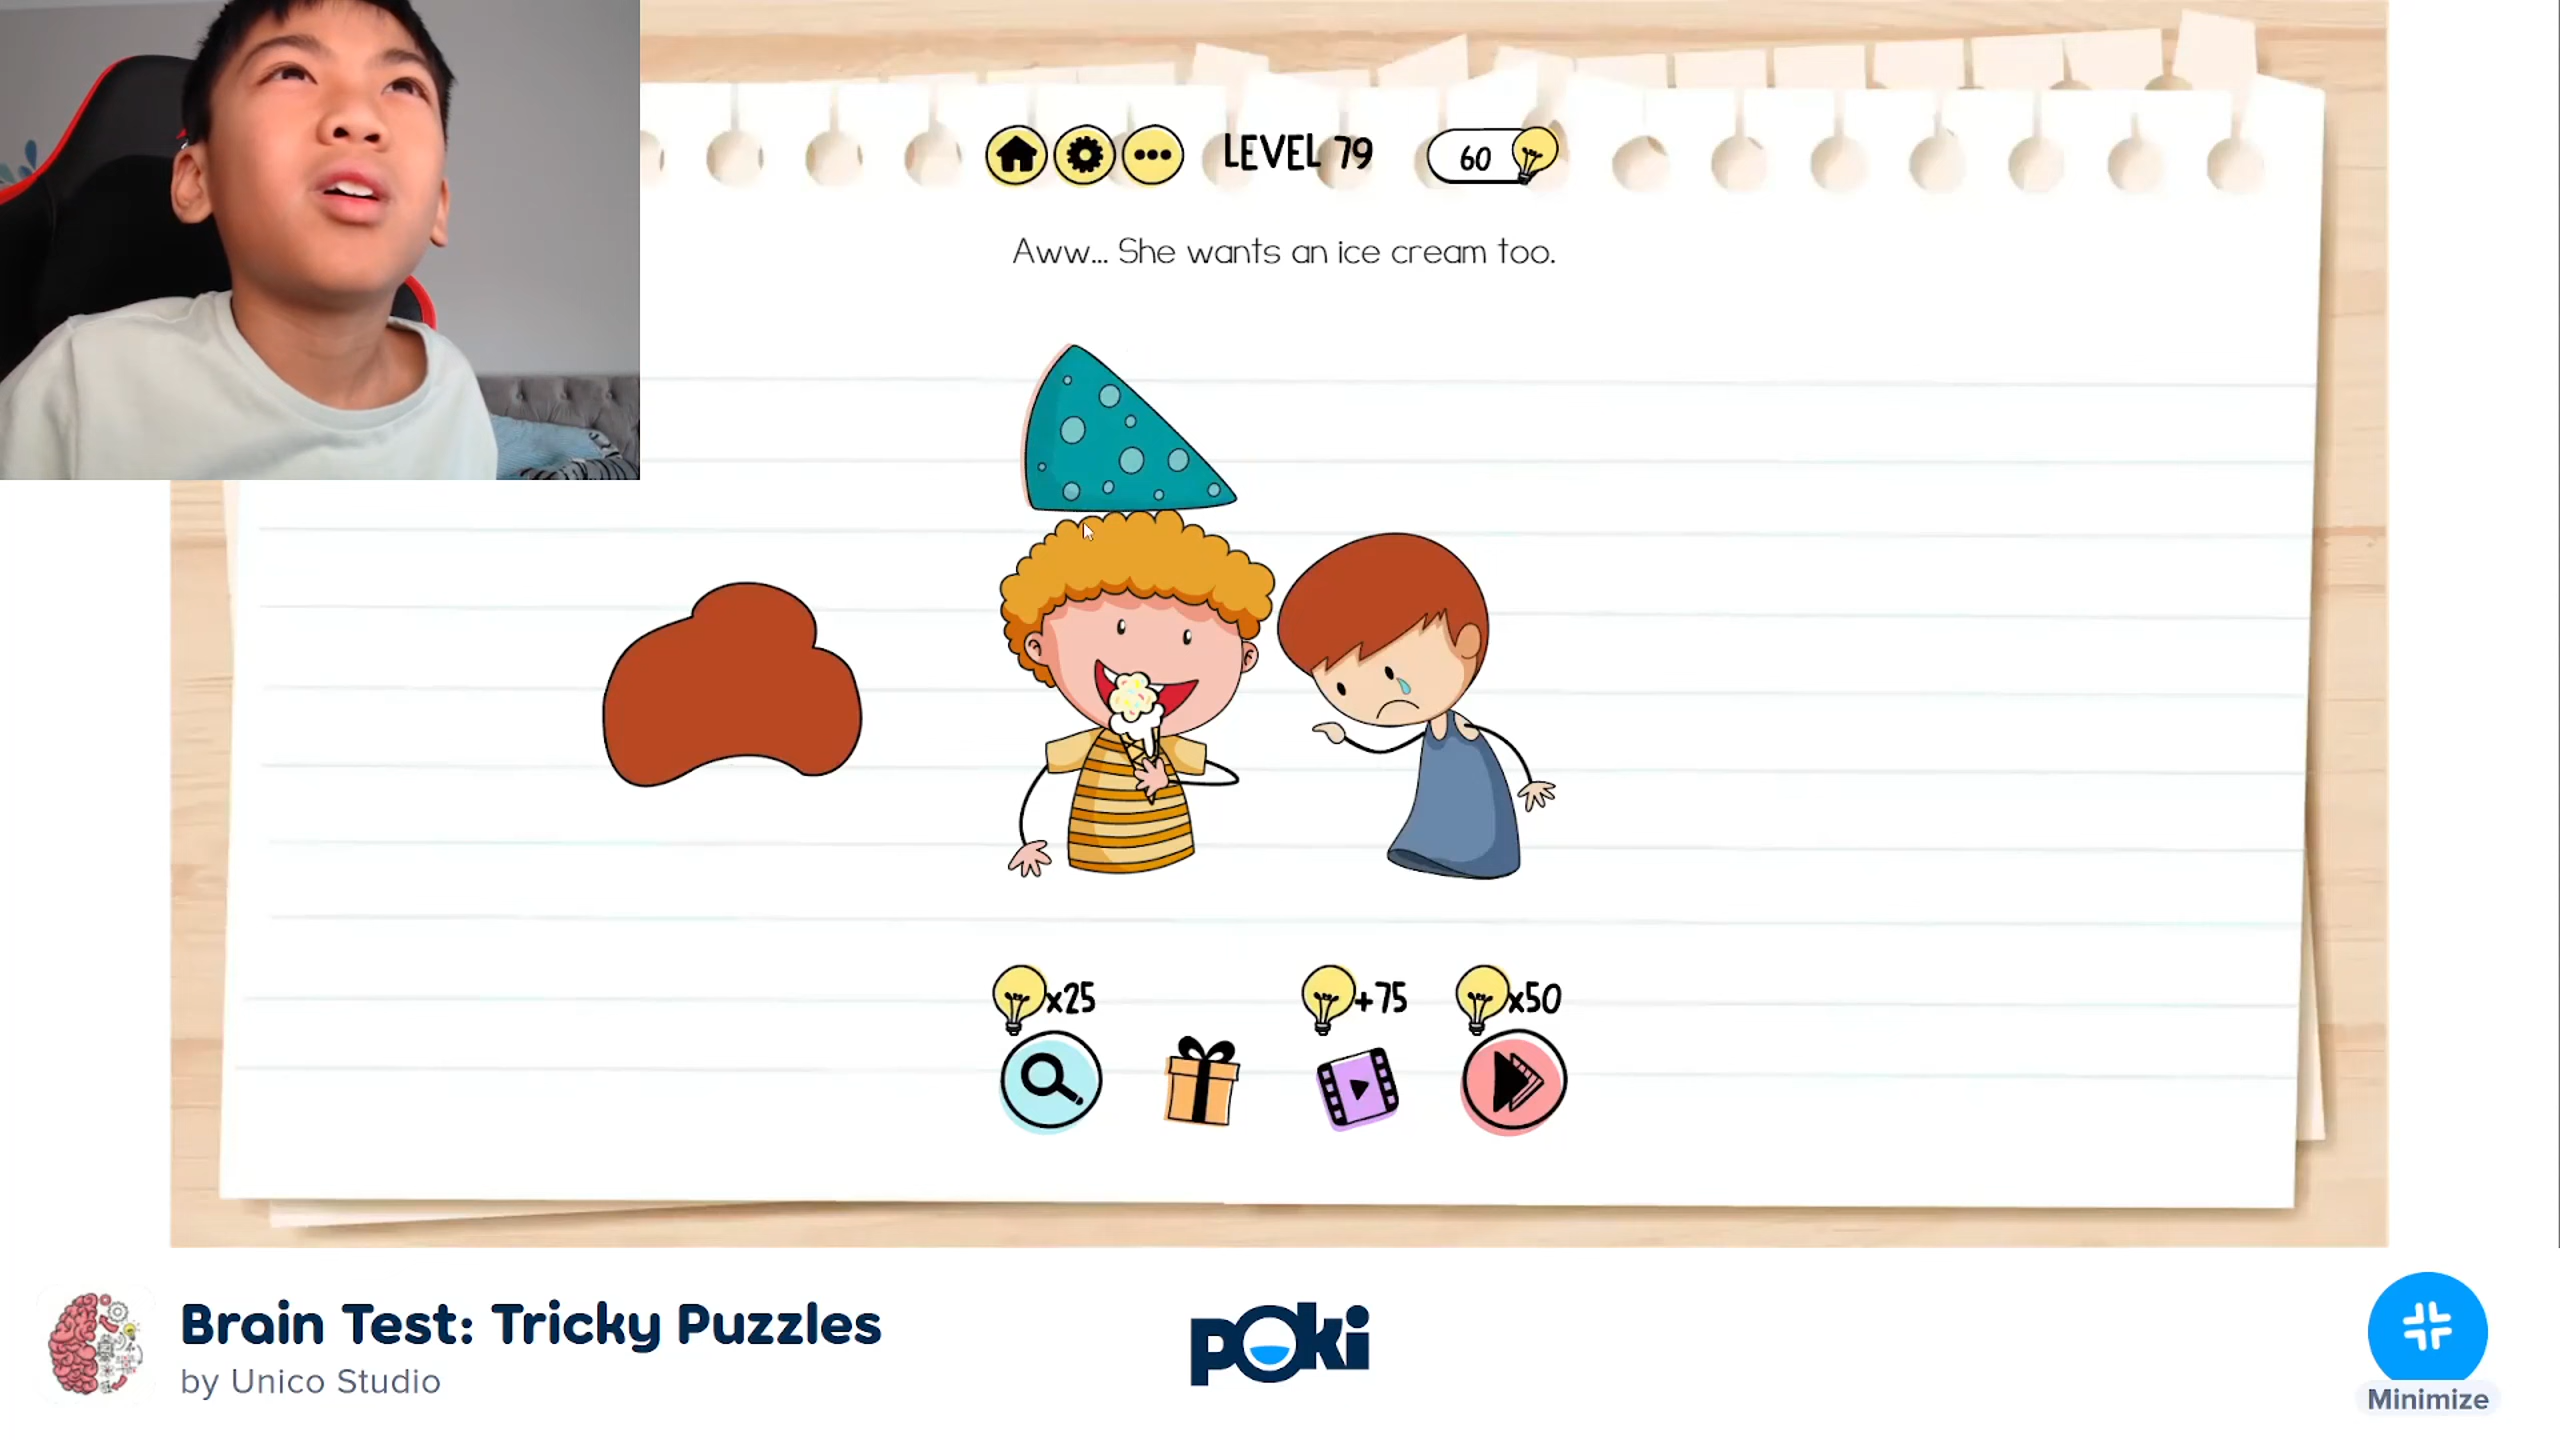 LEVEL 79
60
Aww... She wants an ice cream too.
x25
+75
x50
Brain Test: Tricky Puzzles
by Unico Studio
POKi
Minimize